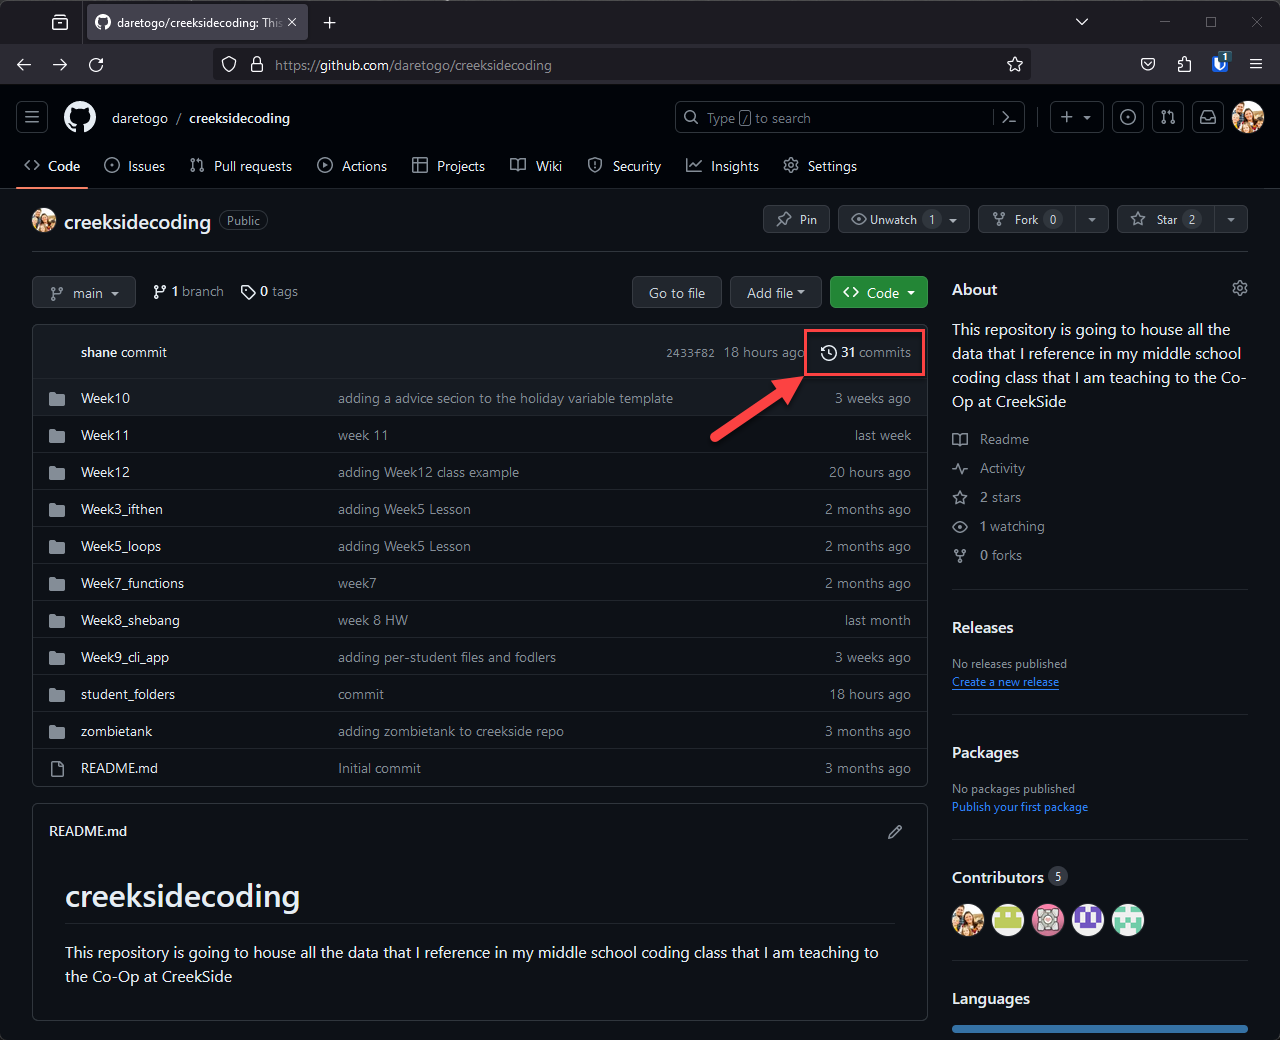 daretogo/creeksidecoding: This
https://github.com/daretogo/creeksidecoding
1
daretogo / creeksidecoding
Type / to search
Code Issues Pull requests Actions Projects Wiki Security Insights Settings
creeksidecoding Public
Pin Unwatch 1 Fork 0 Star 2
main 1 branch 0 tags Go to file Add file Code
shane commit 2433f82 18 hours ago 31 commits
Week10 adding a advice secion to the holiday variable template 3 weeks ago
Week11 week 11 last week
Week12 adding Week12 class example 20 hours ago
Week3_ifthen adding Week5 Lesson 2 months ago
Week5_loops adding Week5 Lesson 2 months ago
Week7_functions week7 2 months ago
Week8_shebang week 8 HW last month
Week9_cli_app adding per-student files and fodlers 3 weeks ago
student_folders commit 18 hours ago
zombietank adding zombietank to creekside repo 3 months ago
README.md Initial commit 3 months ago
README.md
creeksidecoding
This repository is going to house all the data that I reference in my middle school coding class that I am teaching to
the Co-Op at CreekSide
About
This repository is going to house all the
data that I reference in my middle school
coding class that I am teaching to the Co-
Op at CreekSide
Readme
Activity
2 stars
1 watching
0 forks
Releases
No releases published
Create a new release
Packages
No packages published
Publish your first package
Contributors 5
Languages